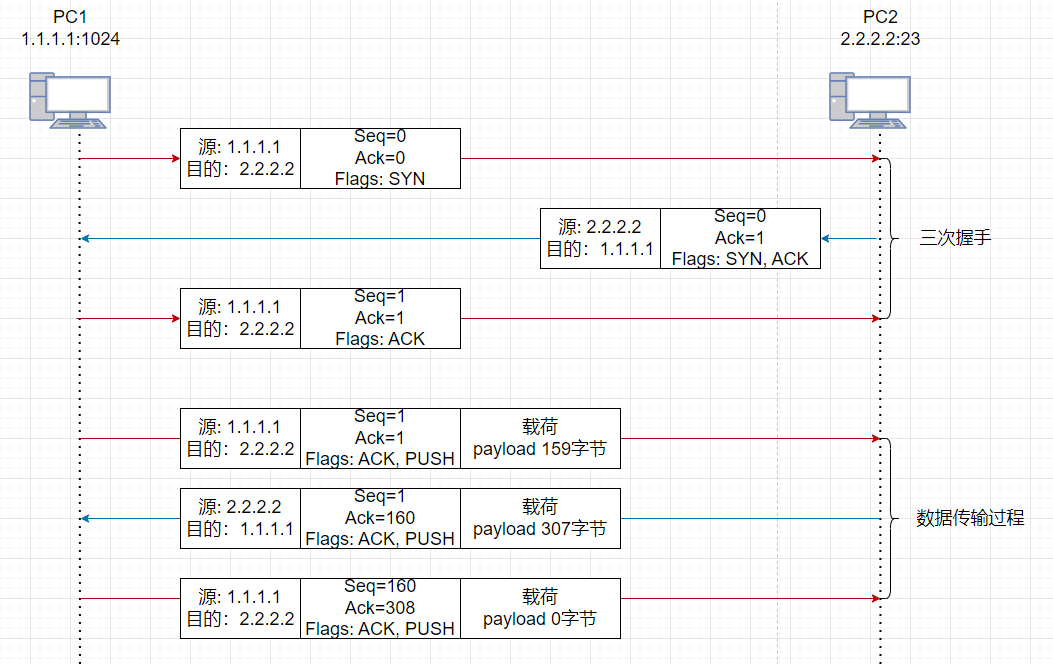 PC1
1.1.1.1:1024
PC2
2.2.2.2:23
源: 1.1.1.1
目的：2.2.2.2
Seq=0
Ack=0
Flags: SYN
源: 2.2.2.2
目的：1.1.1.1
Seq=0
Ack=1
Flags: SYN, ACK
三次握手
源: 1.1.1.1
目的：2.2.2.2
Seq=1
Ack=1
Flags: ACK
源: 1.1.1.1
目的：2.2.2.2
Seq=1
Ack=1
Flags: ACK, PUSH
载荷
payload 159字节
源: 2.2.2.2
目的：1.1.1.1
Seq=1
Ack=160
Flags: ACK, PUSH
载荷
payload 307字节
数据传输过程
源: 1.1.1.1
目的：2.2.2.2
Seq=160
Ack=308
Flags: ACK, PUSH
载荷
payload 0字节